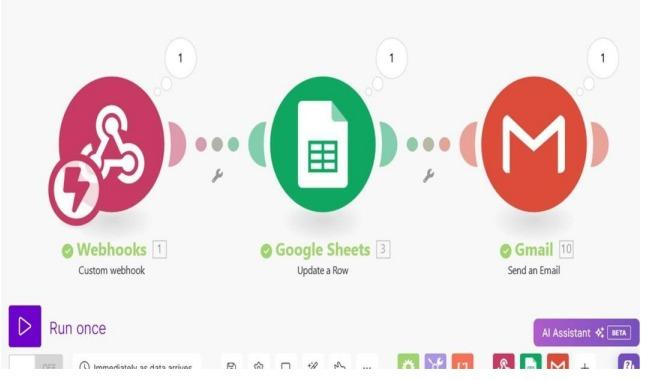 1
1
1
Webhooks 1
Custom webhook
Google Sheets 3
Update a Row
Gmail 10
Send an Email
Run once
AI Assistant BETA
OFF
Immediately as data arrives